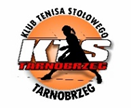 KLUB TENISA STOŁOWEGO
KTS
TARNOBRZEG
TARNOBRZEG